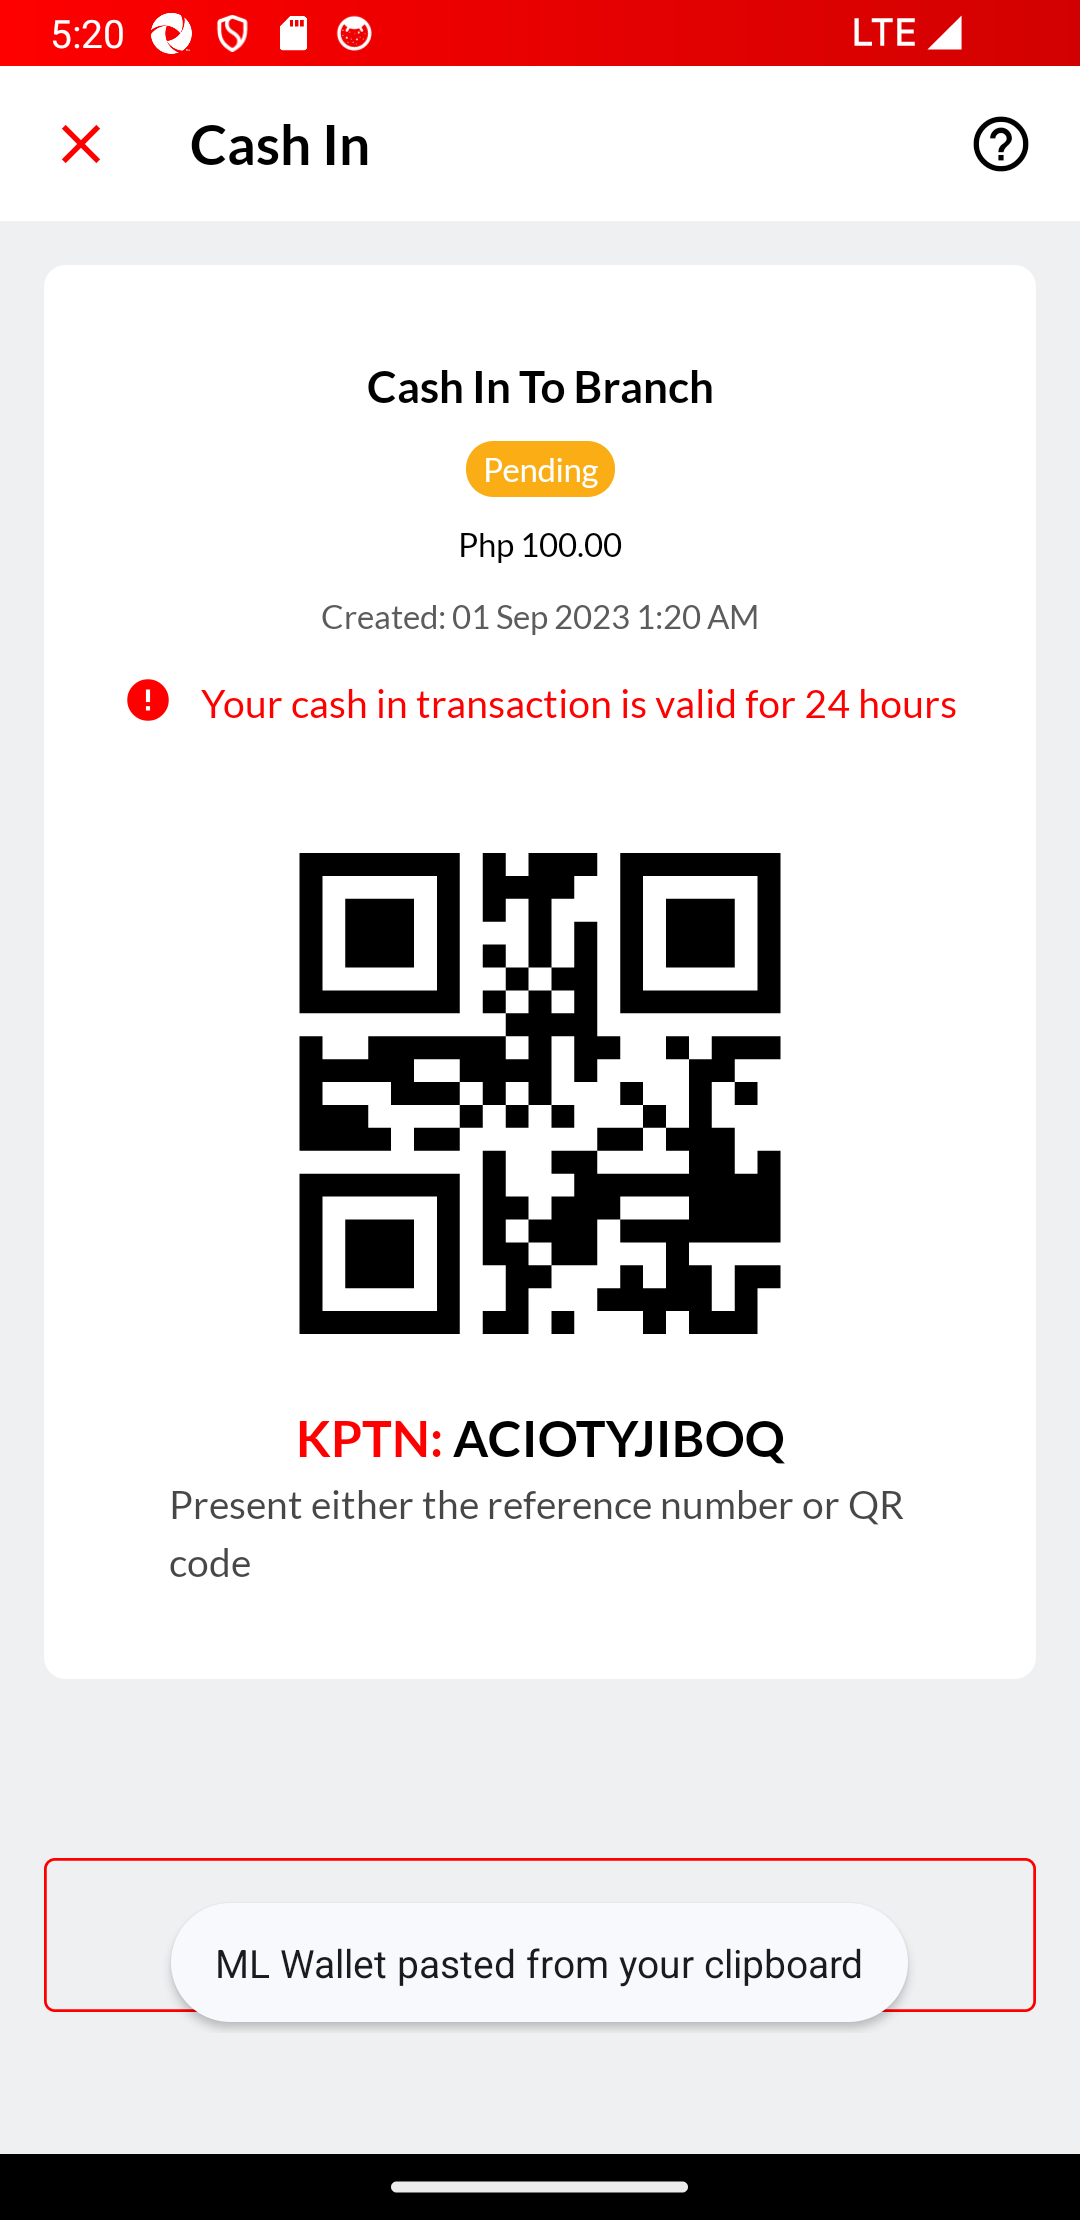 5:20
LTE
Cash In
Cash In To Branch
Pending
Php 100.00
Created: 01 Sep 2023 1:20 AM
Your cash in transaction is valid for 24 hours
KPTN: ACIOTYJIBOQ
Present either the reference number or QR
code
ML Wallet pasted from your clipboard